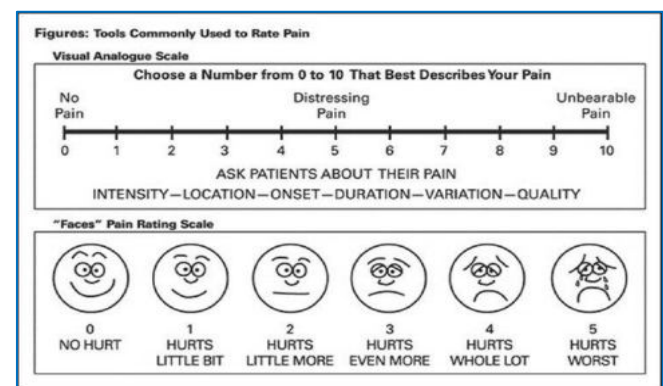 Figures: Tools Commonly Used to Rate Pain
Visual Analogue Scale
Choose a Number from 0 to 10 That Best Describes Your Pain
No Distressing Unbearable
Pain Pain Pain
0 1 2 3 4 5 6 7 8 9 10
ASK PATIENTS ABOUT THEIR PAIN
INTENSITY—LOCATION—ONSET—DURATION—VARIATION—QUALITY
"Faces" Pain Rating Scale
0 1 2 3 4 5
NO HURT HURTS HURTS HURTS HURTS HURTS
LITTLE BIT LITTLE MORE EVEN MORE WHOLE LOT WORST